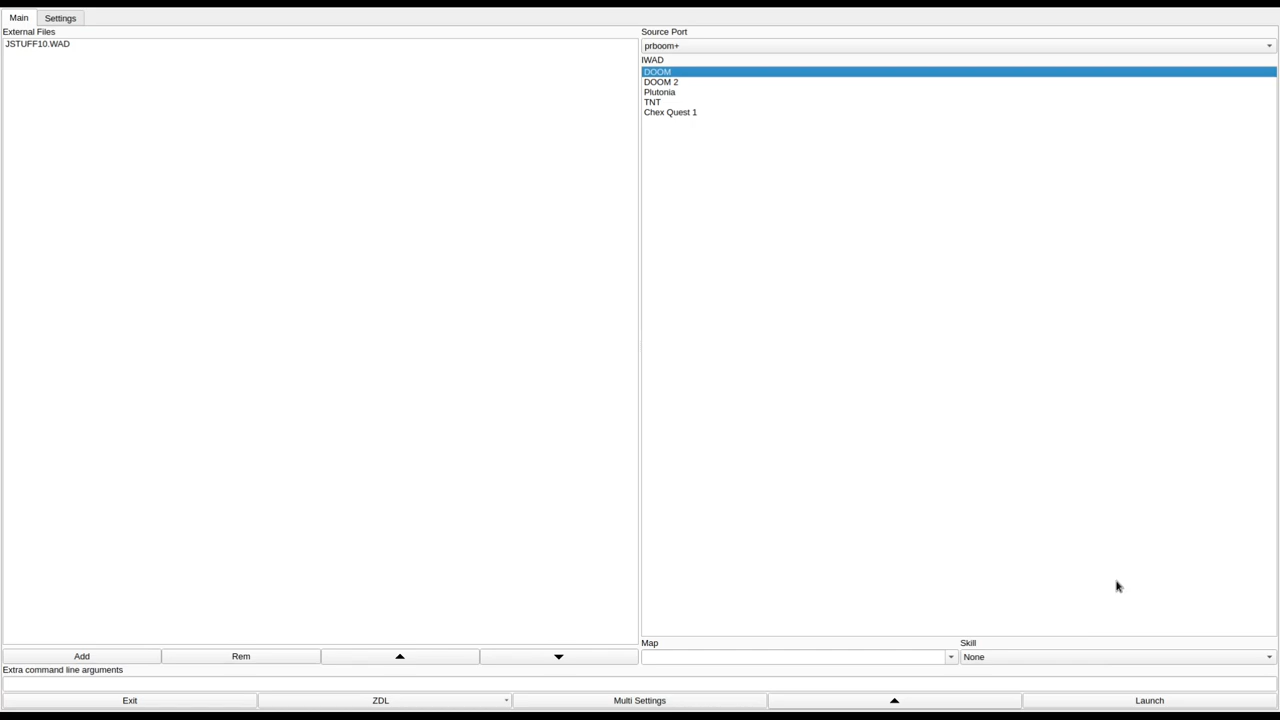 Main
Settings
External Files
JSTUFF10.WAD
Source Port
prboom+
IWAD
DOOM
DOOM 2
Plutonia
TNT
Chex Quest 1
Map
Skill
None
Add
Rem
Extra command line arguments
Exit
ZDL
Multi Settings
Launch